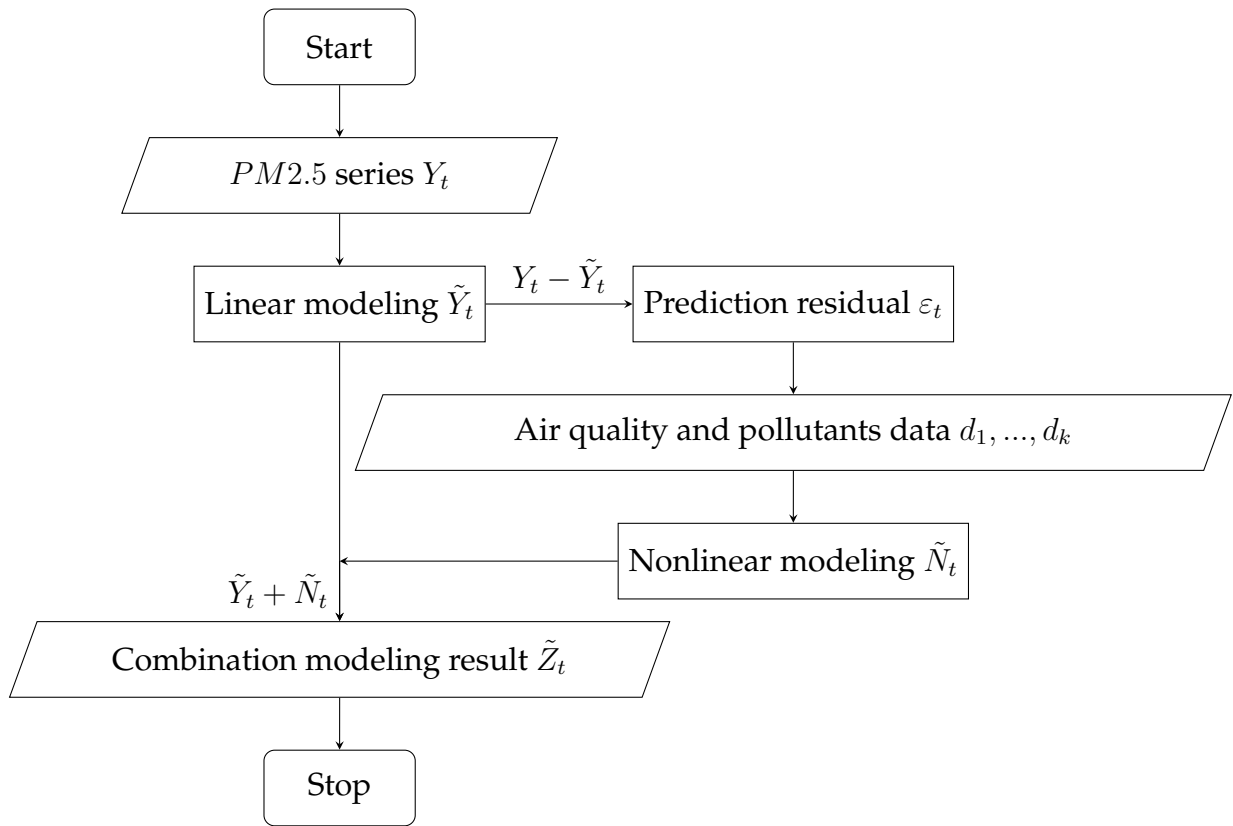 Start
PM2.5 series Y_t
Linear modeling Ỹ_t
Y_t − Ỹ_t
Prediction residual ε_t
Air quality and pollutants data d_1, ..., d_k
Nonlinear modeling Ñ_t
Ỹ_t + Ñ_t
Combination modeling result Z̃_t
Stop